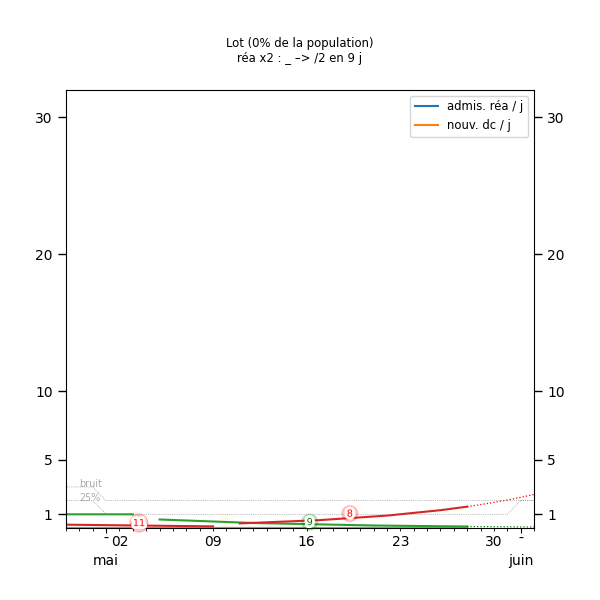 Lot (0% de la population)
réa x2 : _ –> /2 en 9 j
admis. réa / j
nouv. dc / j
30
30
20
20
10
10
5
5
bruit
25%
1
1
11
9
8
02
09
16
23
30
mai
juin